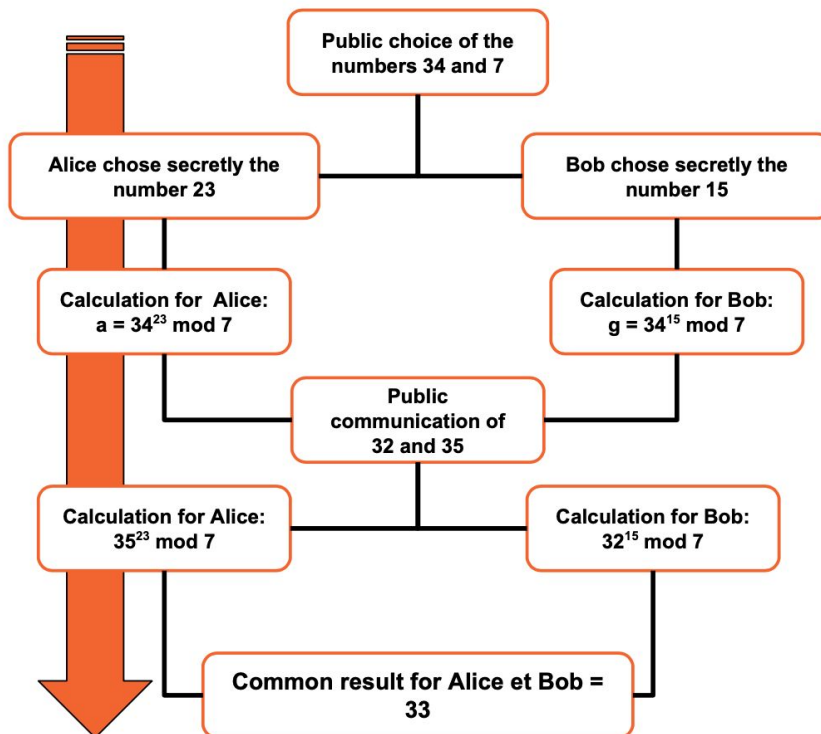 Public choice of the
numbers 34 and 7
Alice chose secretly the
number 23
Bob chose secretly the
number 15
Calculation for Alice:
a = 34²³ mod 7
Calculation for Bob:
g = 34¹⁵ mod 7
Public
communication of
32 and 35
Calculation for Alice:
35²³ mod 7
Calculation for Bob:
32¹⁵ mod 7
Common result for Alice et Bob =
33